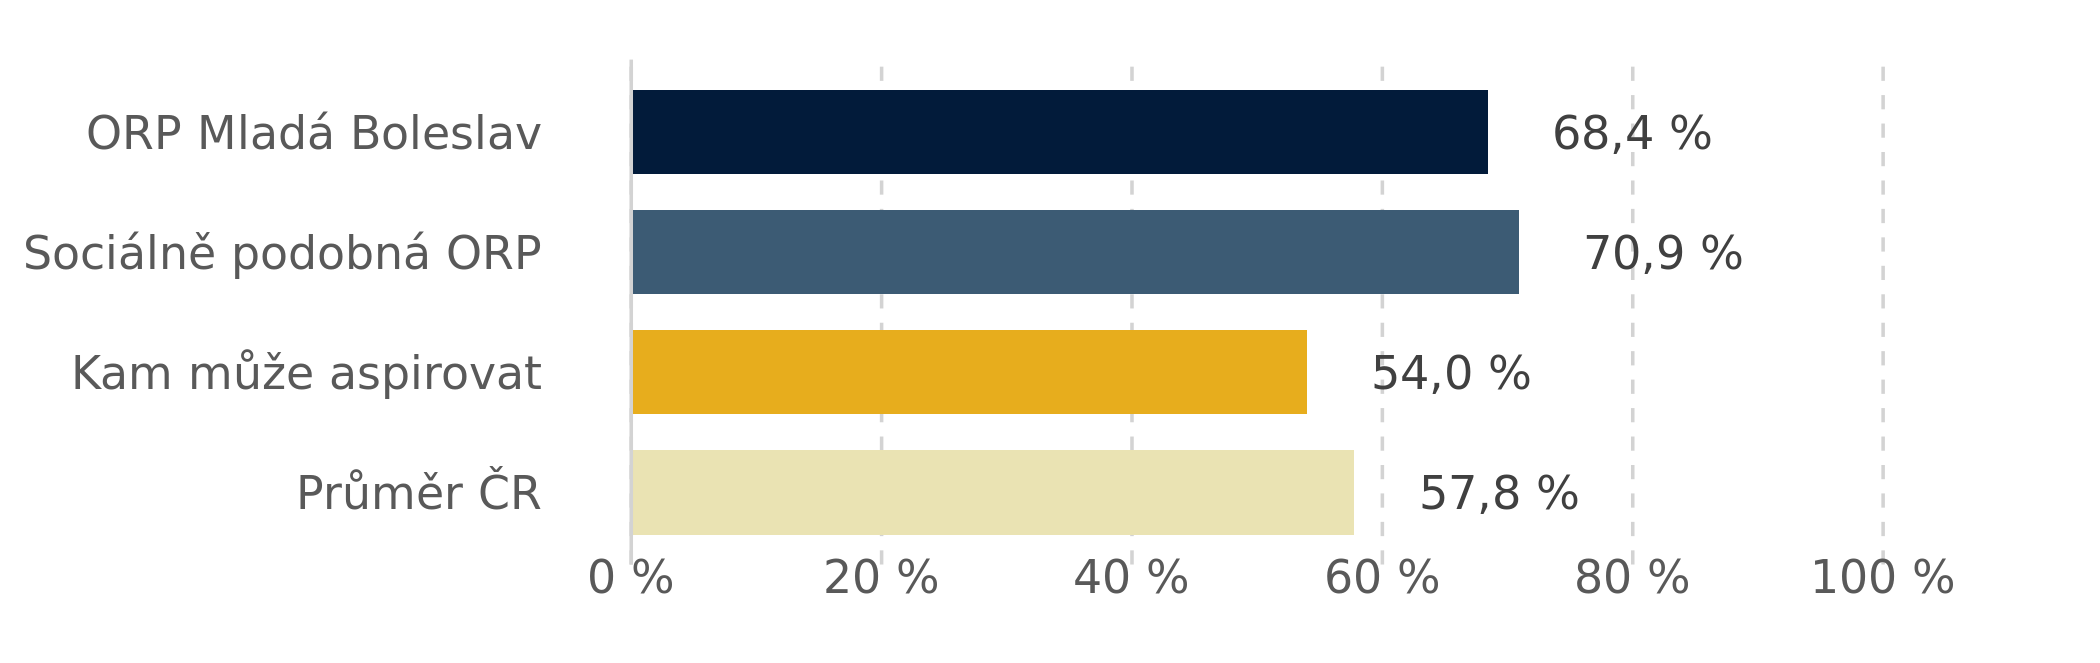 ORP Mladá Boleslav 68,4 %
Sociálně podobná ORP 70,9 %
Kam může aspirovat 54,0 %
Průměr ČR 57,8 %
0 % 20 % 40 % 60 % 80 % 100 %